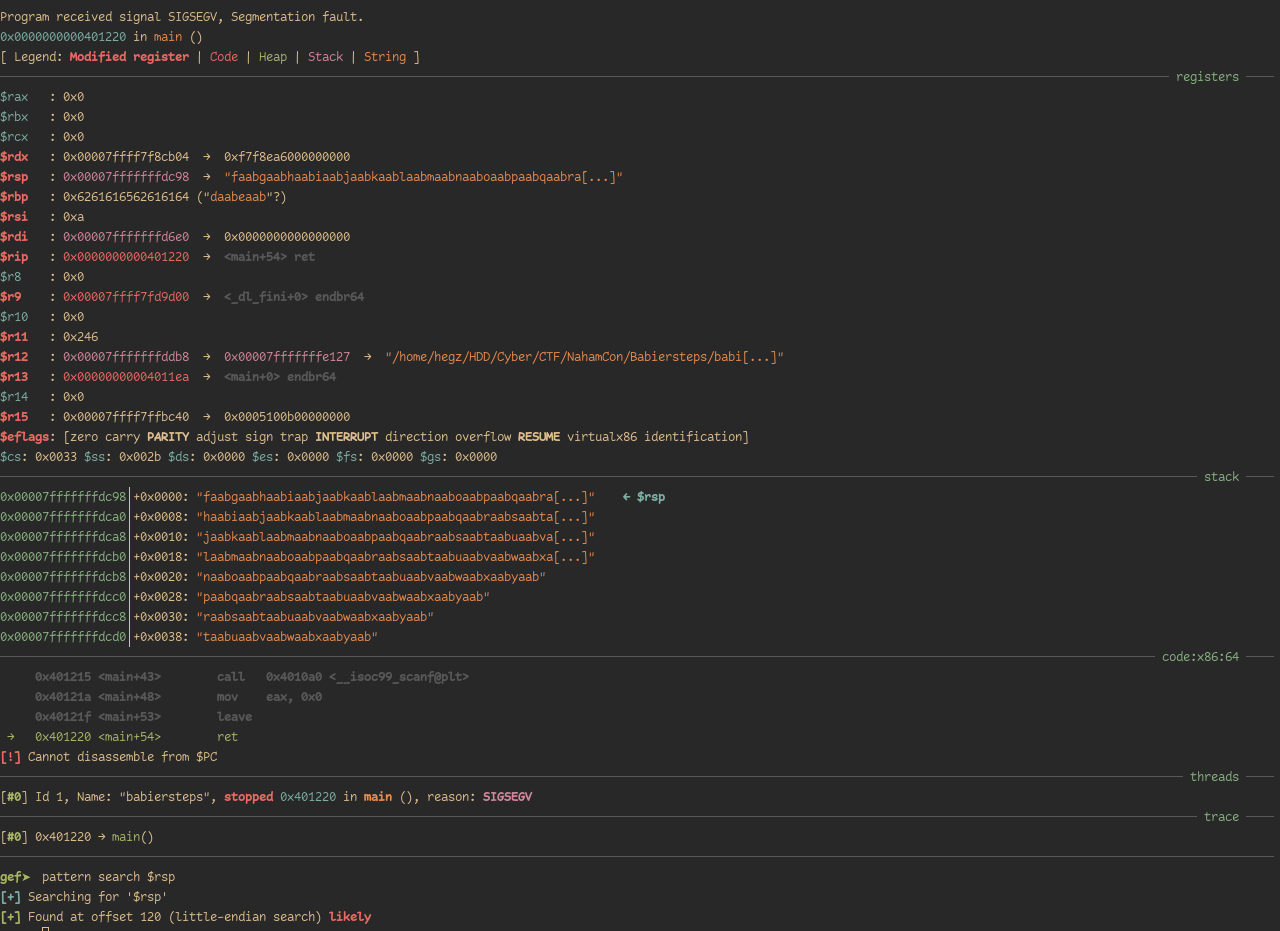 Program received signal SIGSEGV, Segmentation fault.
0x0000000000401220 in main ()
[ Legend: Modified register | Code | Heap | Stack | String ]
registers
$rax   : 0x0
$rbx   : 0x0
$rcx   : 0x0
$rdx   : 0x00007ffff7f8cb04  →  0xf7f8ea6000000000
$rsp   : 0x00007fffffffdc98  →  "faabgaabhaabiaabjaabkaablaabmaabnaaboaabpaabqaabra[...]"
$rbp   : 0x6261616562616164 ("daabeaab"?)
$rsi   : 0xa
$rdi   : 0x00007fffffffd6e0  →  0x0000000000000000
$rip   : 0x0000000000401220  →  <main+54> ret
$r8    : 0x0
$r9    : 0x00007ffff7fd9d00  →  <_dl_fini+0> endbr64
$r10   : 0x0
$r11   : 0x246
$r12   : 0x00007fffffffddb8  →  0x00007fffffffe127  →  "/home/hegz/HDD/Cyber/CTF/NahamCon/Babiersteps/babi[...]"
$r13   : 0x00000000004011ea  →  <main+0> endbr64
$r14   : 0x0
$r15   : 0x00007ffff7ffbc40  →  0x0005100b00000000
$eflags: [zero carry PARITY adjust sign trap INTERRUPT direction overflow RESUME virtualx86 identification]
$cs: 0x0033 $ss: 0x002b $ds: 0x0000 $es: 0x0000 $fs: 0x0000 $gs: 0x0000
stack
0x00007fffffffdc98│+0x0000: "faabgaabhaabiaabjaabkaablaabmaabnaaboaabpaabqaabra[...]"    ← $rsp
0x00007fffffffdca0│+0x0008: "haabiaabjaabkaablaabmaabnaaboaabpaabqaabraabsaabta[...]"
0x00007fffffffdca8│+0x0010: "jaabkaablaabmaabnaaboaabpaabqaabraabsaabtaabuaabva[...]"
0x00007fffffffdcb0│+0x0018: "laabmaabnaaboaabpaabqaabraabsaabtaabuaabvaabwaabxa[...]"
0x00007fffffffdcb8│+0x0020: "naaboaabpaabqaabraabsaabtaabuaabvaabwaabxaabyaab"
0x00007fffffffdcc0│+0x0028: "paabqaabraabsaabtaabuaabvaabwaabxaabyaab"
0x00007fffffffdcc8│+0x0030: "raabsaabtaabuaabvaabwaabxaabyaab"
0x00007fffffffdcd0│+0x0038: "taabuaabvaabwaabxaabyaab"
code:x86:64
0x401215 <main+43>        call   0x4010a0 <__isoc99_scanf@plt>
0x40121a <main+48>        mov    eax, 0x0
0x40121f <main+53>        leave
→   0x401220 <main+54>        ret
[!] Cannot disassemble from $PC
threads
[#0] Id 1, Name: "babiersteps", stopped 0x401220 in main (), reason: SIGSEGV
trace
[#0] 0x401220 → main()
gef➤  pattern search $rsp
[+] Searching for '$rsp'
[+] Found at offset 120 (little-endian search) likely